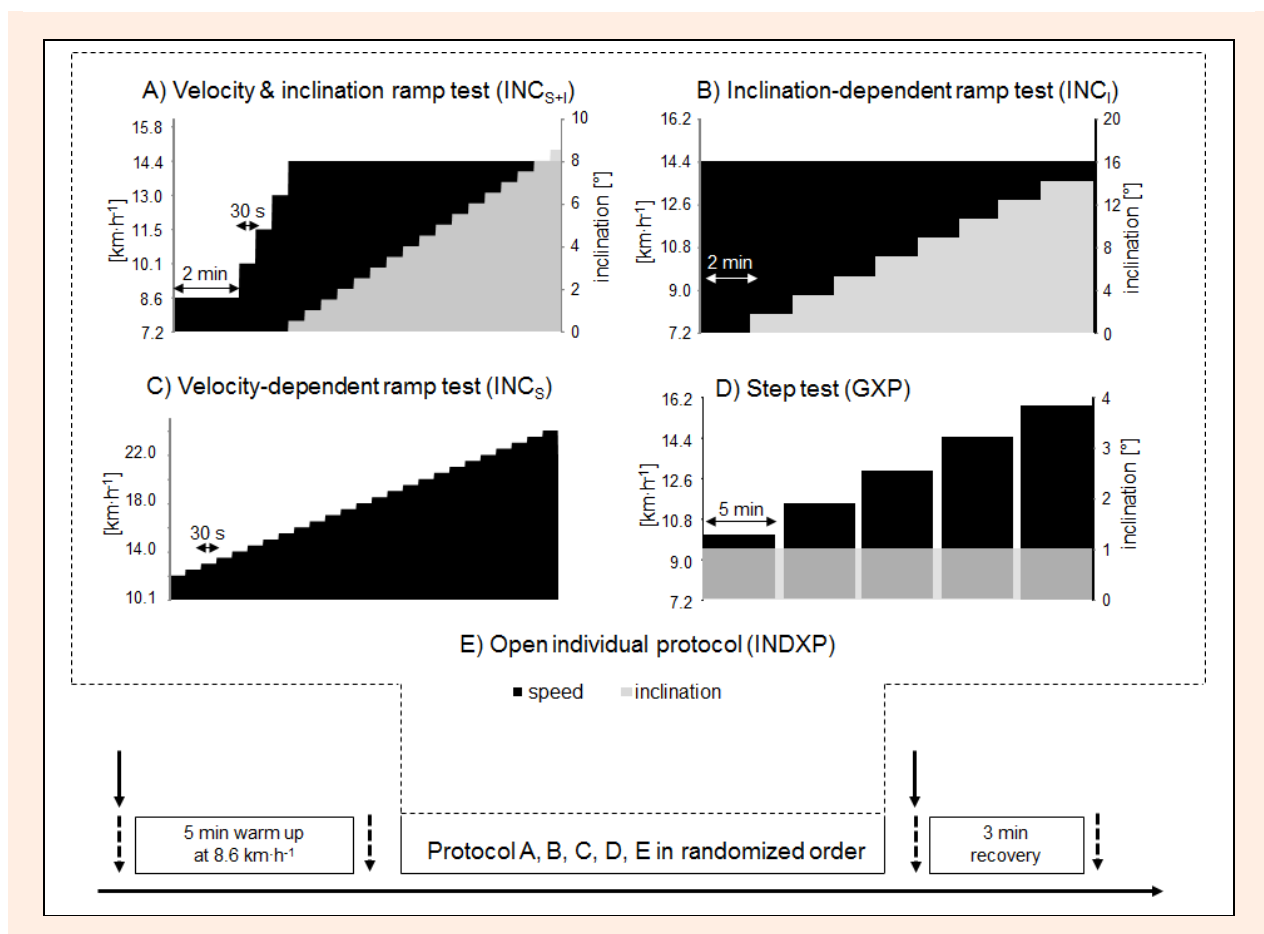 A) Velocity & inclination ramp test (INCS+I)
15.8
14.4
13.0
11.5
10.1
8.6
7.2
[km·h-1]
30 s
2 min
10
8
6
4
2
0
inclination [°]
B) Inclination-dependent ramp test (INCI)
16.2
14.4
12.6
10.8
9.0
7.2
[km·h-1]
2 min
20
16
12
8
4
0
inclination [°]
C) Velocity-dependent ramp test (INCS)
22.0
18.0
14.0
10.1
[km·h-1]
30 s
D) Step test (GXP)
16.2
14.4
12.6
10.8
9.0
7.2
[km·h-1]
5 min
4
3
2
1
0
inclination [°]
E) Open individual protocol (INDXP)
speed
inclination
5 min warm up
at 8.6 km·h-1
Protocol A, B, C, D, E in randomized order
3 min
recovery